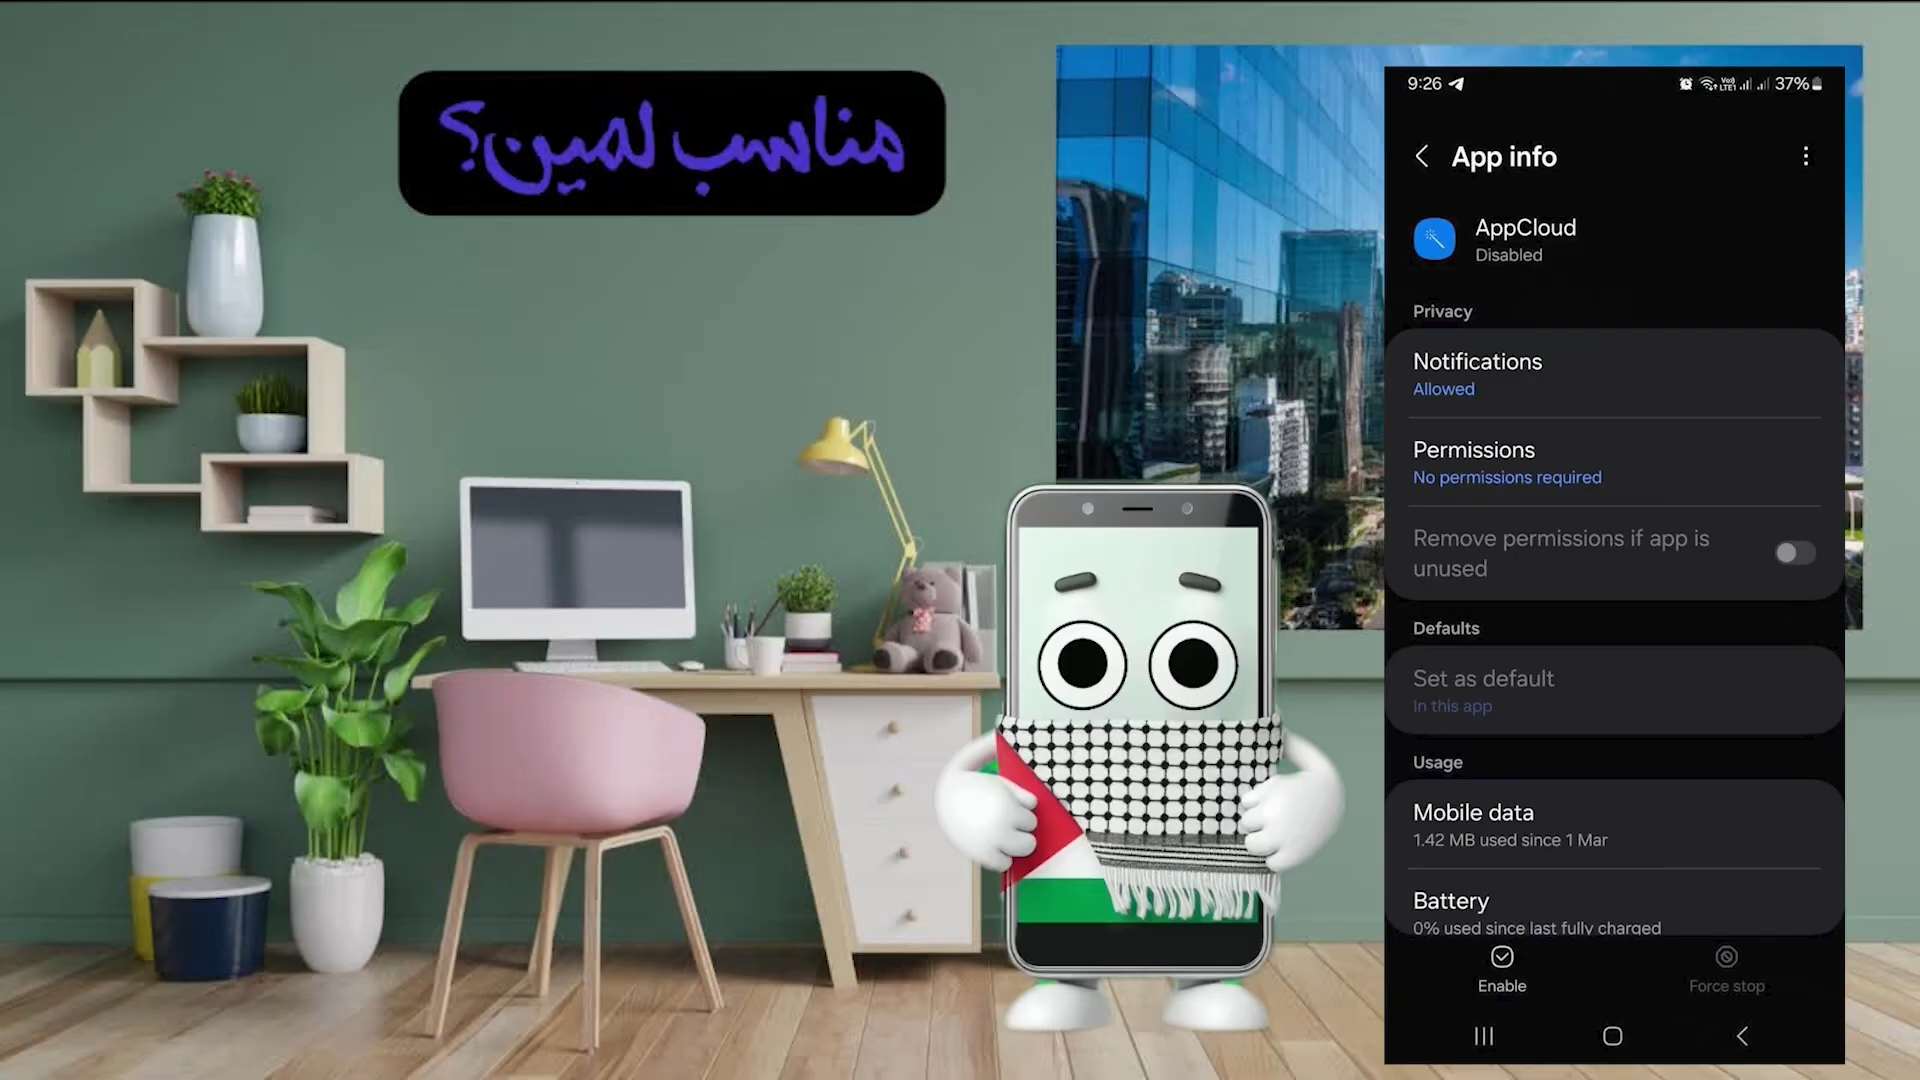 مناسب لمين؟
9:26
Vo)) LTE1 37%
App info
AppCloud
Disabled
Privacy
Notifications
Allowed
Permissions
No permissions required
Remove permissions if app is
unused
Defaults
Set as default
In this app
Usage
Mobile data
1.42 MB used since 1 Mar
Battery
0% used since last fully charged
Enable
Force stop